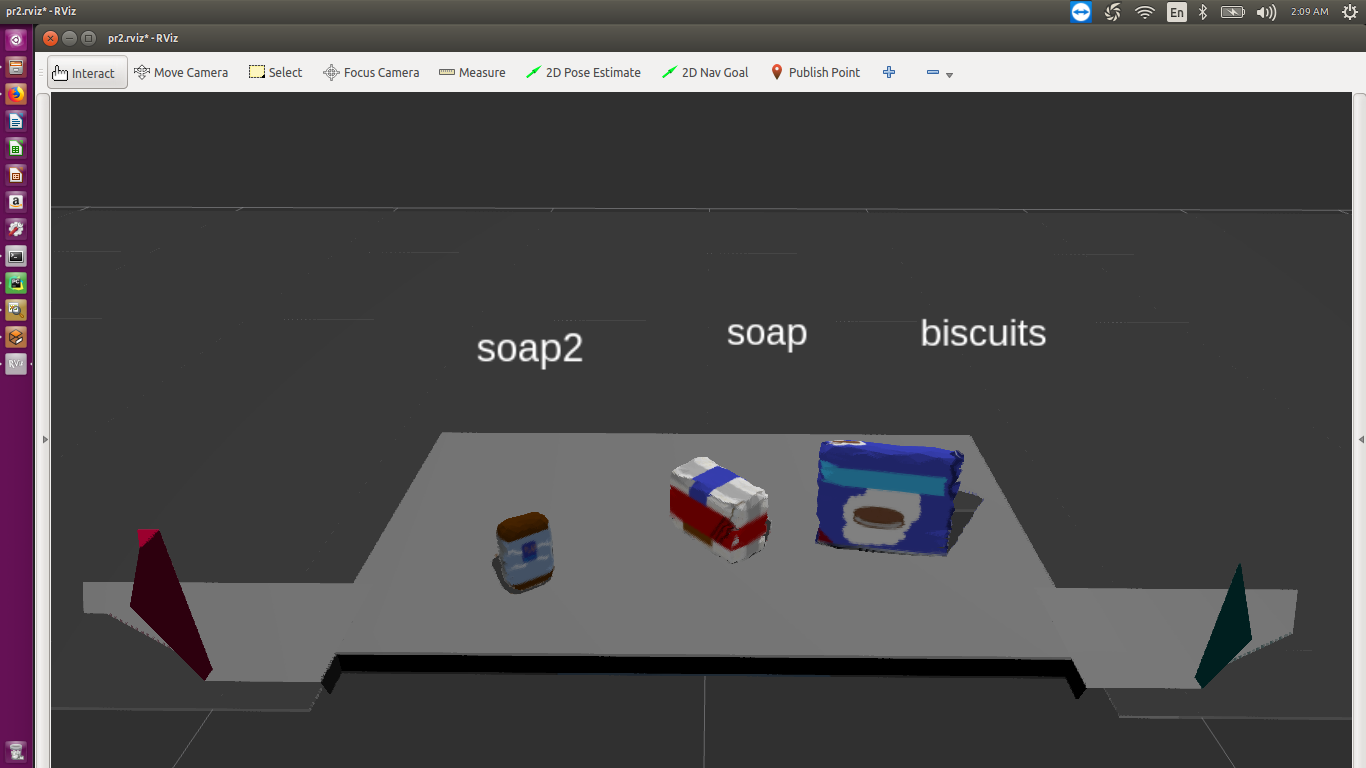 pr2.rviz* - RViz
En
2:09 AM
pr2.rviz* - RViz
Interact
Move Camera
Select
Focus Camera
Measure
2D Pose Estimate
2D Nav Goal
Publish Point
soap2
soap
biscuits
RViz